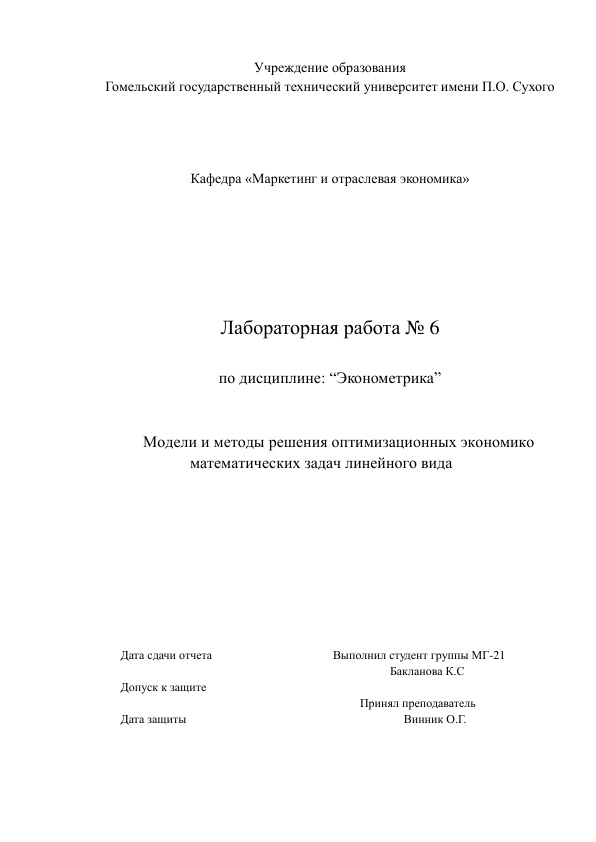 Учреждение образования
Гомельский государственный технический университет имени П.О. Сухого
Кафедра «Маркетинг и отраслевая экономика»
Лабораторная работа № 6
по дисциплине: “Эконометрика”
Модели и методы решения оптимизационных экономико
математических задач линейного вида
Дата сдачи отчета Выполнил студент группы МГ-21
Бакланова К.С
Допуск к защите
Принял преподаватель
Дата защиты Винник О.Г.